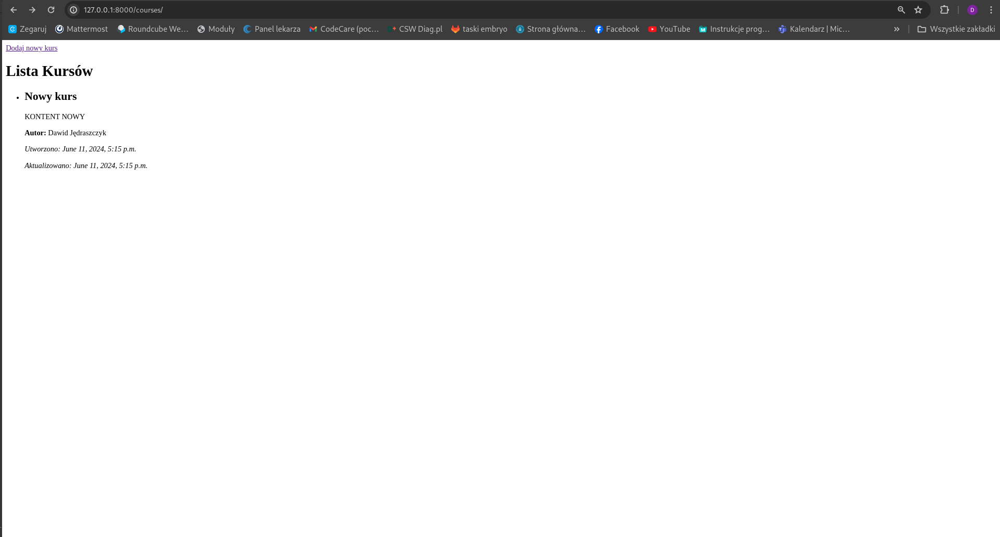 127.0.0.1:8000/courses/
D
Zegaruj Mattermost Roundcube We... Moduły Panel lekarza CodeCare (poc... CSW Diag.pl taski embryo Strona główna... Facebook YouTube Instrukcje prog... Kalendarz | Mic... » Wszystkie zakładki
Dodaj nowy kurs
Lista Kursów
• Nowy kurs
KONTENT NOWY
Autor: Dawid Jędraszczyk
Utworzono: June 11, 2024, 5:15 p.m.
Aktualizowano: June 11, 2024, 5:15 p.m.